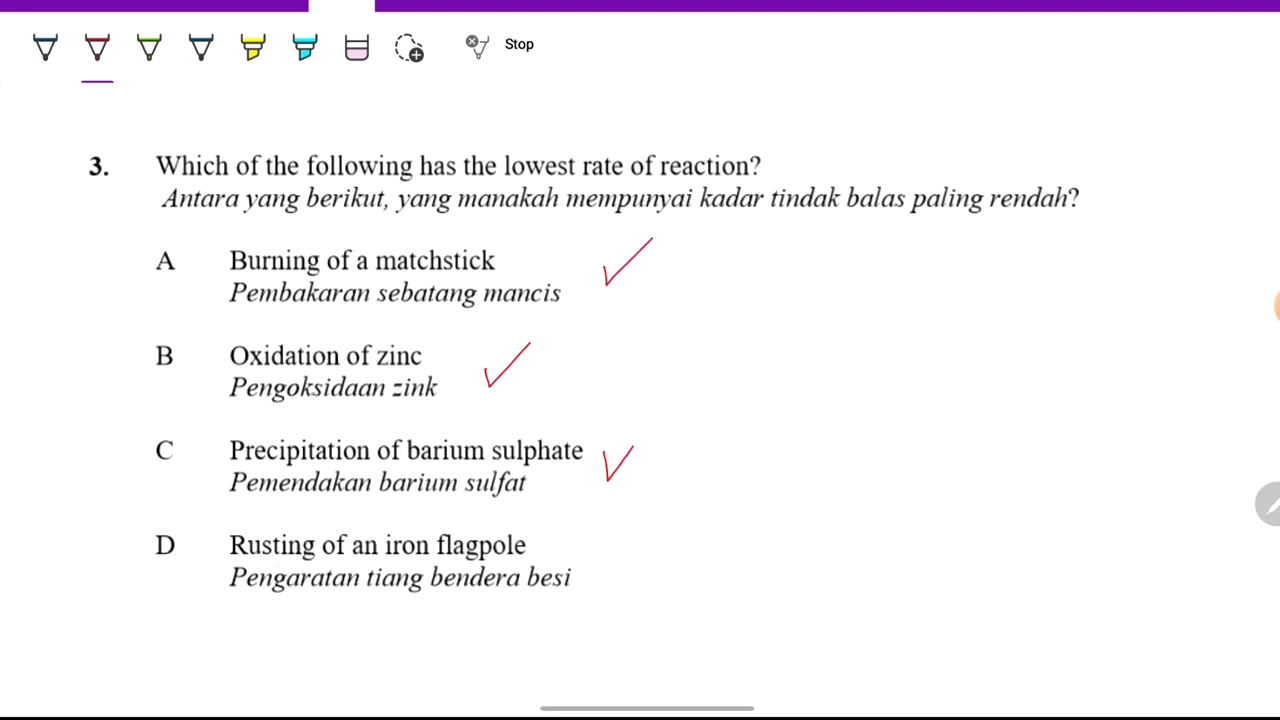 Stop
3. Which of the following has the lowest rate of reaction?
Antara yang berikut, yang manakah mempunyai kadar tindak balas paling rendah?
A Burning of a matchstick
Pembakaran sebatang mancis
B Oxidation of zinc
Pengoksidaan zink
C Precipitation of barium sulphate
Pemendakan barium sulfat
D Rusting of an iron flagpole
Pengaratan tiang bendera besi